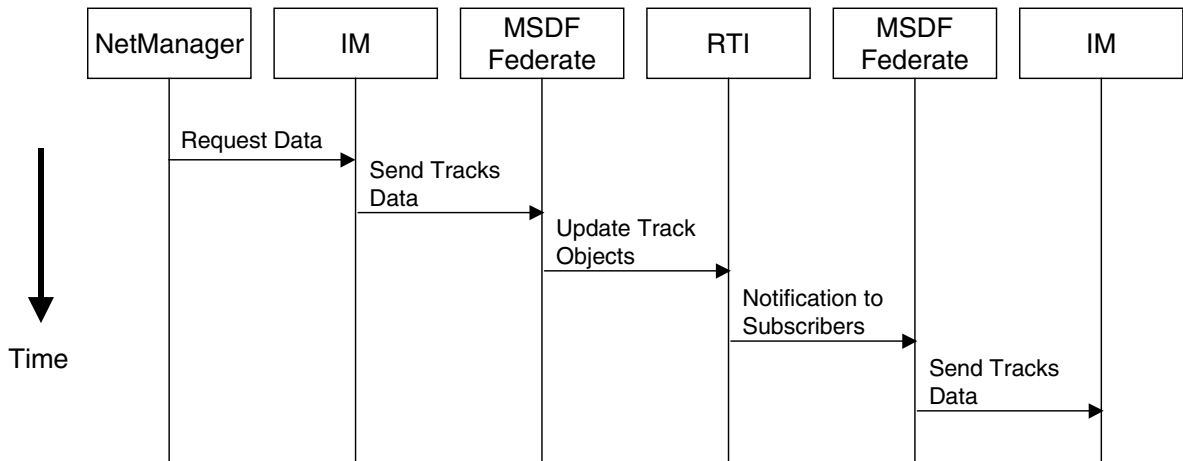 NetManager
IM
MSDF
Federate
RTI
MSDF
Federate
IM
Request Data
Send Tracks
Data
Update Track
Objects
Notification to
Subscribers
Send Tracks
Data
Time